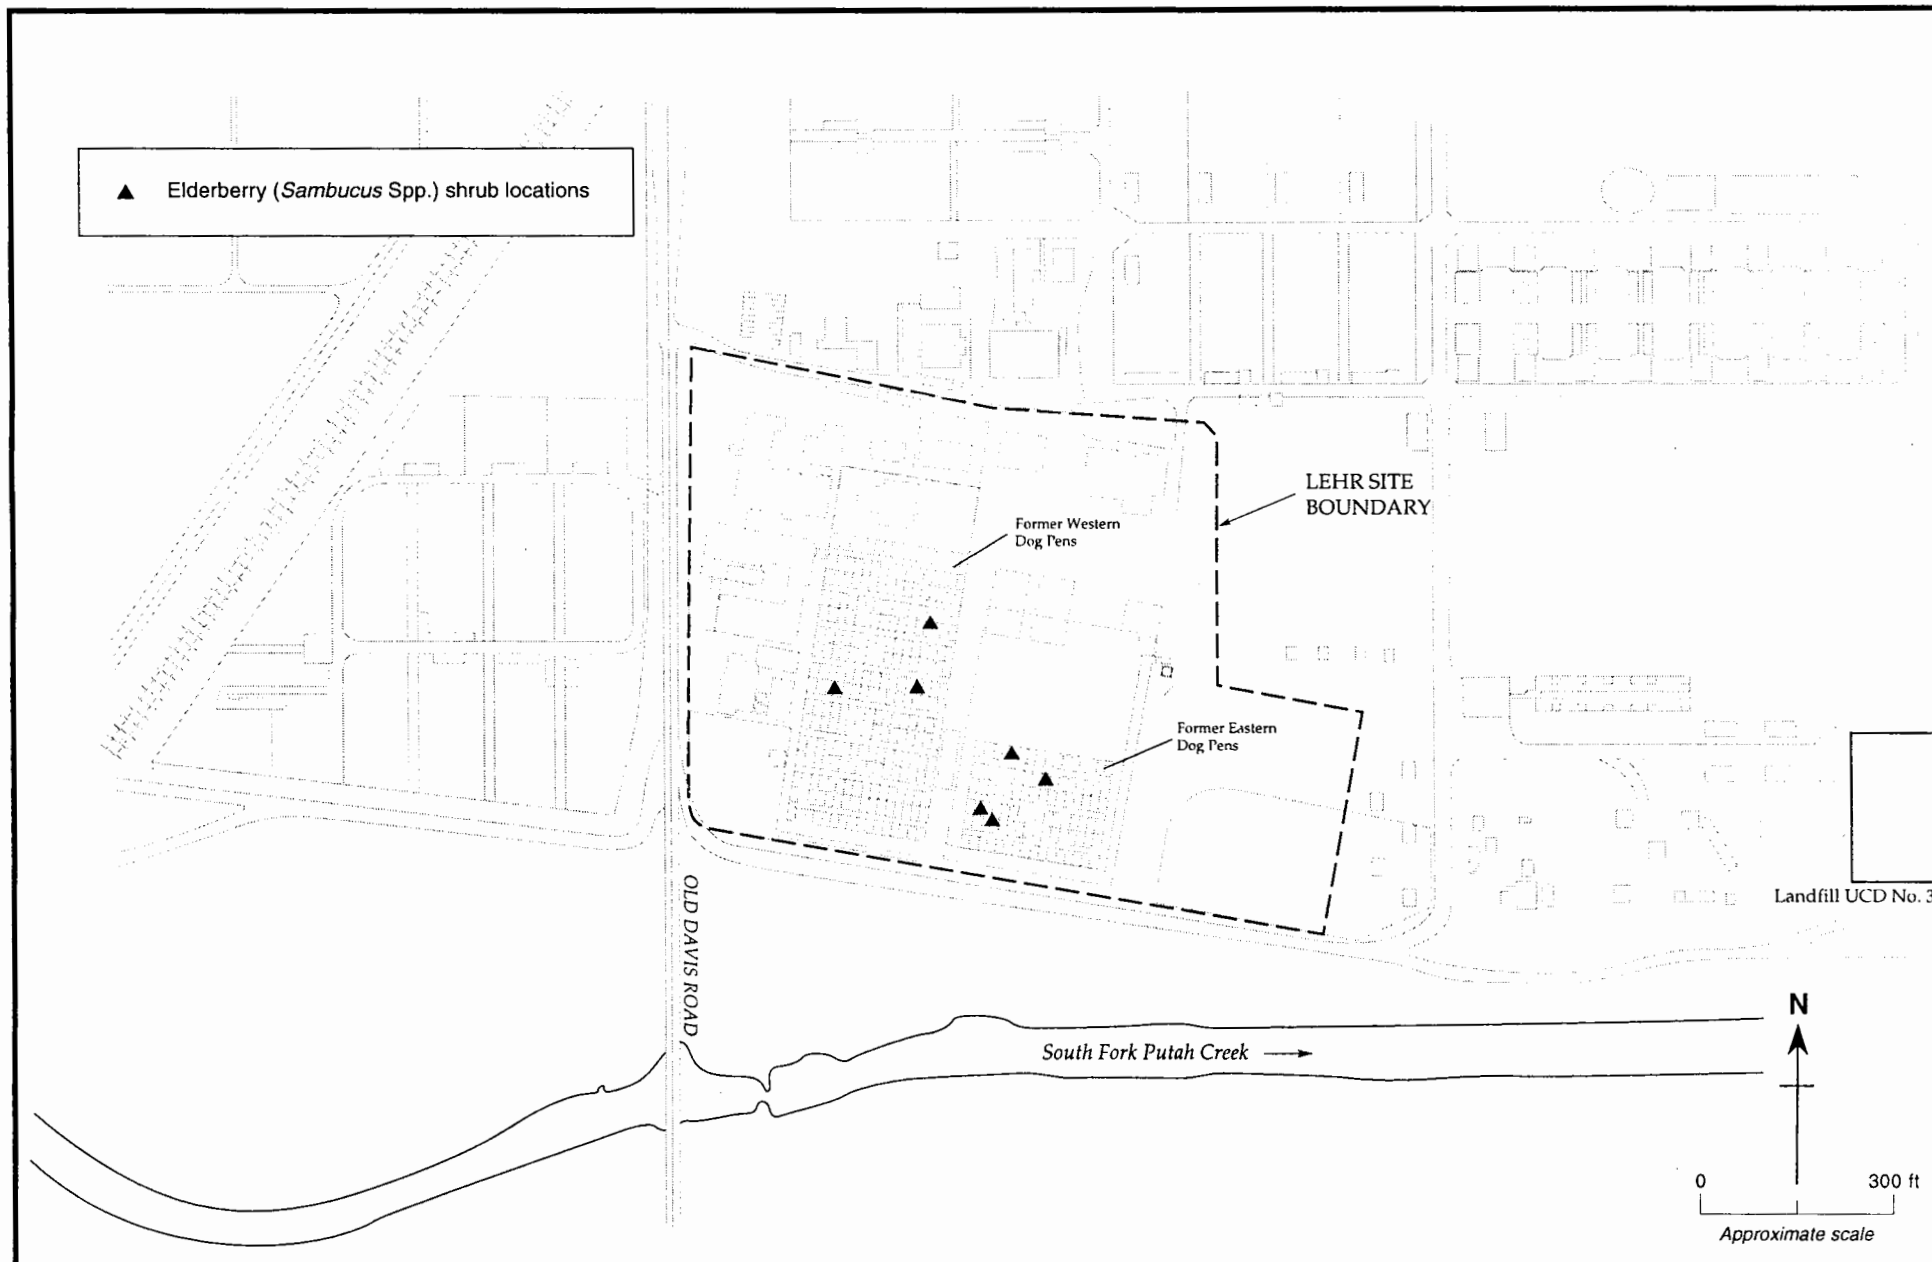 ▲ Elderberry (Sambucus Spp.) shrub locations
LEHR SITE
BOUNDARY
Former Western
Dog Pens
Former Eastern
Dog Pens
Landfill UCD No. 3
OLD DAVIS ROAD
South Fork Putah Creek
N
0 300 ft
Approximate scale